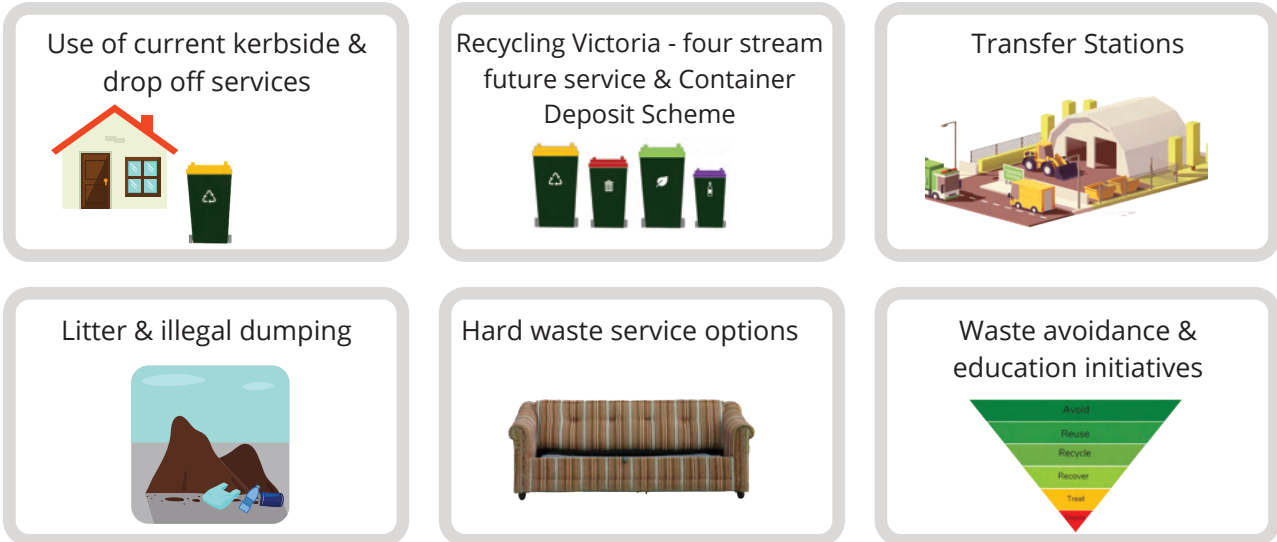 Use of current kerbside &
drop off services
Recycling Victoria - four stream
future service & Container
Deposit Scheme
Transfer Stations
Litter & illegal dumping
Hard waste service options
Waste avoidance &
education initiatives
Avoid
Reuse
Recycle
Recover
Treat